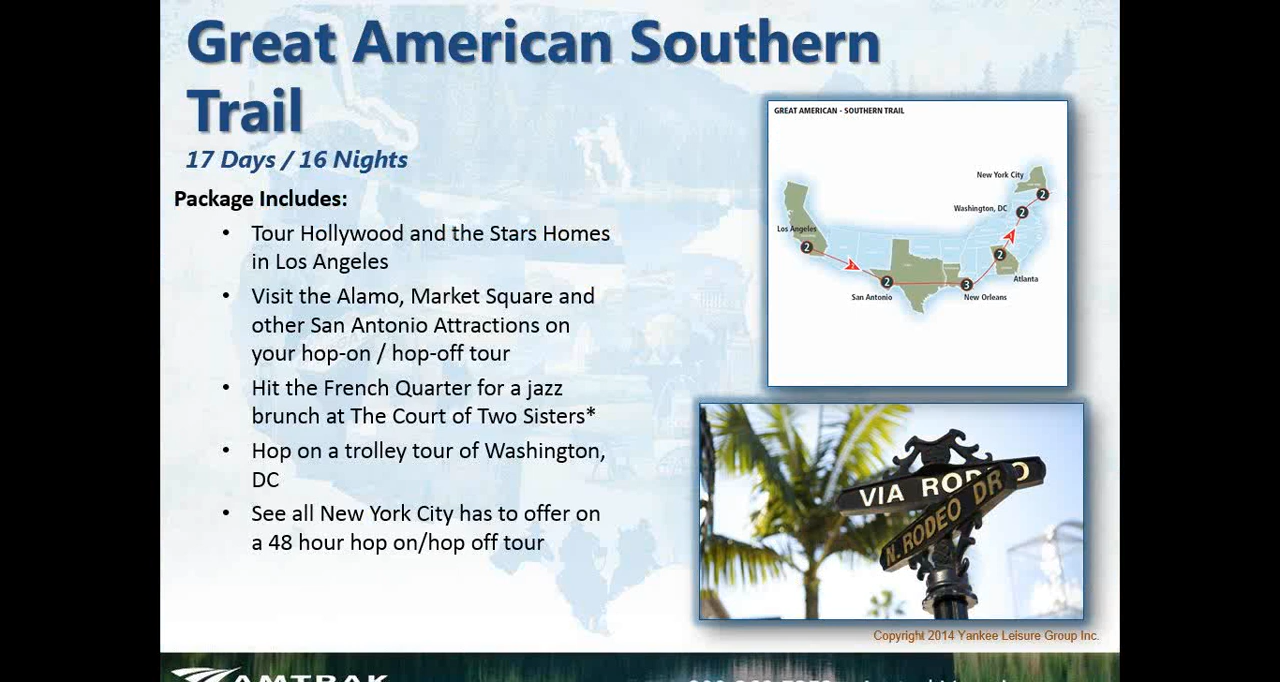 Great American Southern
Trail
17 Days / 16 Nights
Package Includes:
• Tour Hollywood and the Stars Homes
in Los Angeles
• Visit the Alamo, Market Square and
other San Antonio Attractions on
your hop-on / hop-off tour
• Hit the French Quarter for a jazz
brunch at The Court of Two Sisters*
• Hop on a trolley tour of Washington,
DC
• See all New York City has to offer on
a 48 hour hop on/hop off tour
GREAT AMERICAN - SOUTHERN TRAIL
New York City
2
Washington, DC
2
Los Angeles
2
2
Atlanta
San Antonio
2
3
New Orleans
VIA RODEO
N. RODEO DR
Copyright 2014 Yankee Leisure Group Inc.
AMTRAK